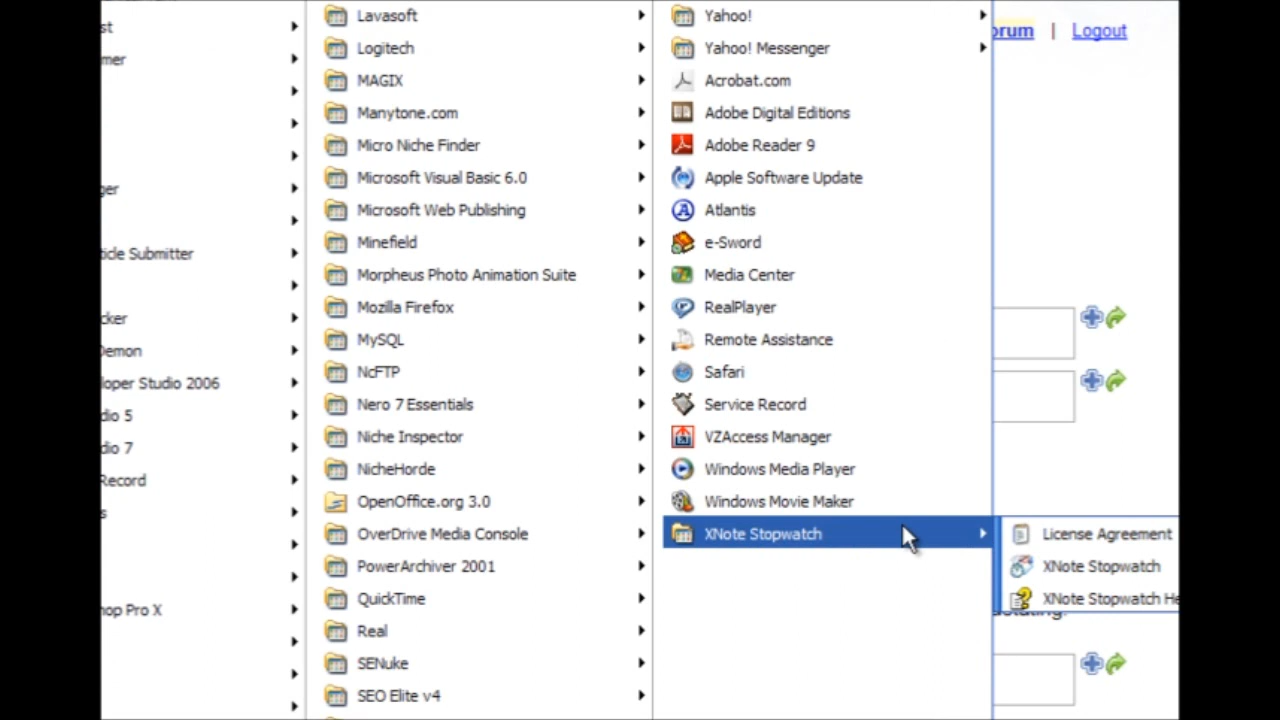 st
mer
ger
ticle Submitter
cker
Demon
loper Studio 2006
dio 5
dio 7
Record
s
hop Pro X
Lavasoft
Logitech
MAGIX
Manytone.com
Micro Niche Finder
Microsoft Visual Basic 6.0
Microsoft Web Publishing
Minefield
Morpheus Photo Animation Suite
Mozilla Firefox
MySQL
NcFTP
Nero 7 Essentials
Niche Inspector
NicheHorde
OpenOffice.org 3.0
OverDrive Media Console
PowerArchiver 2001
QuickTime
Real
SENuke
SEO Elite v4
Yahoo!
Yahoo! Messenger
Acrobat.com
Adobe Digital Editions
Adobe Reader 9
Apple Software Update
Atlantis
e-Sword
Media Center
RealPlayer
Remote Assistance
Safari
Service Record
VZAccess Manager
Windows Media Player
Windows Movie Maker
XNote Stopwatch
License Agreement
XNote Stopwatch
XNote Stopwatch He
orum | Logout